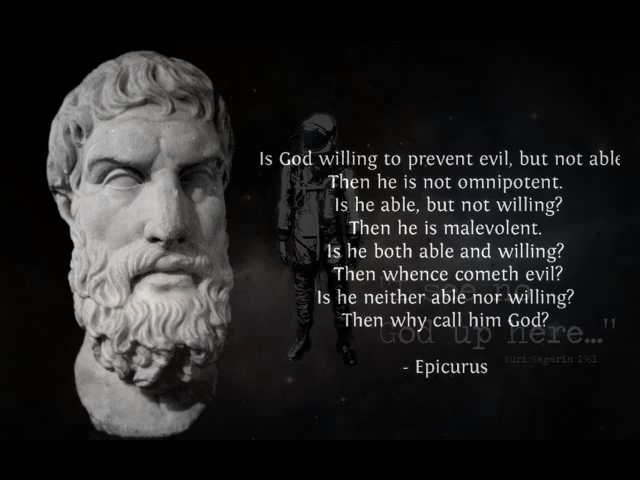 Is God willing to prevent evil, but not able
Then he is not omnipotent.
Is he able, but not willing?
Then he is malevolent.
Is he both able and willing?
Then whence cometh evil?
Is he neither able nor willing?
Then why call him God?
- Epicurus
see no
God up here..."
Yuri Gagarin 1961